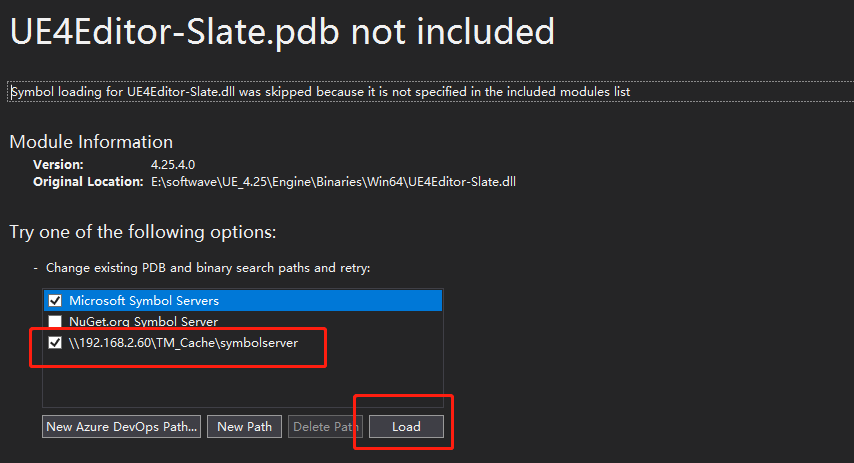 UE4Editor-Slate.pdb not included
Symbol loading for UE4Editor-Slate.dll was skipped because it is not specified in the included modules list
Module Information
Version: 4.25.4.0
Original Location: E:\softwave\UE_4.25\Engine\Binaries\Win64\UE4Editor-Slate.dll
Try one of the following options:
- Change existing PDB and binary search paths and retry:
Microsoft Symbol Servers
NuGet.org Symbol Server
\\192.168.2.60\TM_Cache\symbolserver
New Azure DevOps Path... New Path Delete Path Load